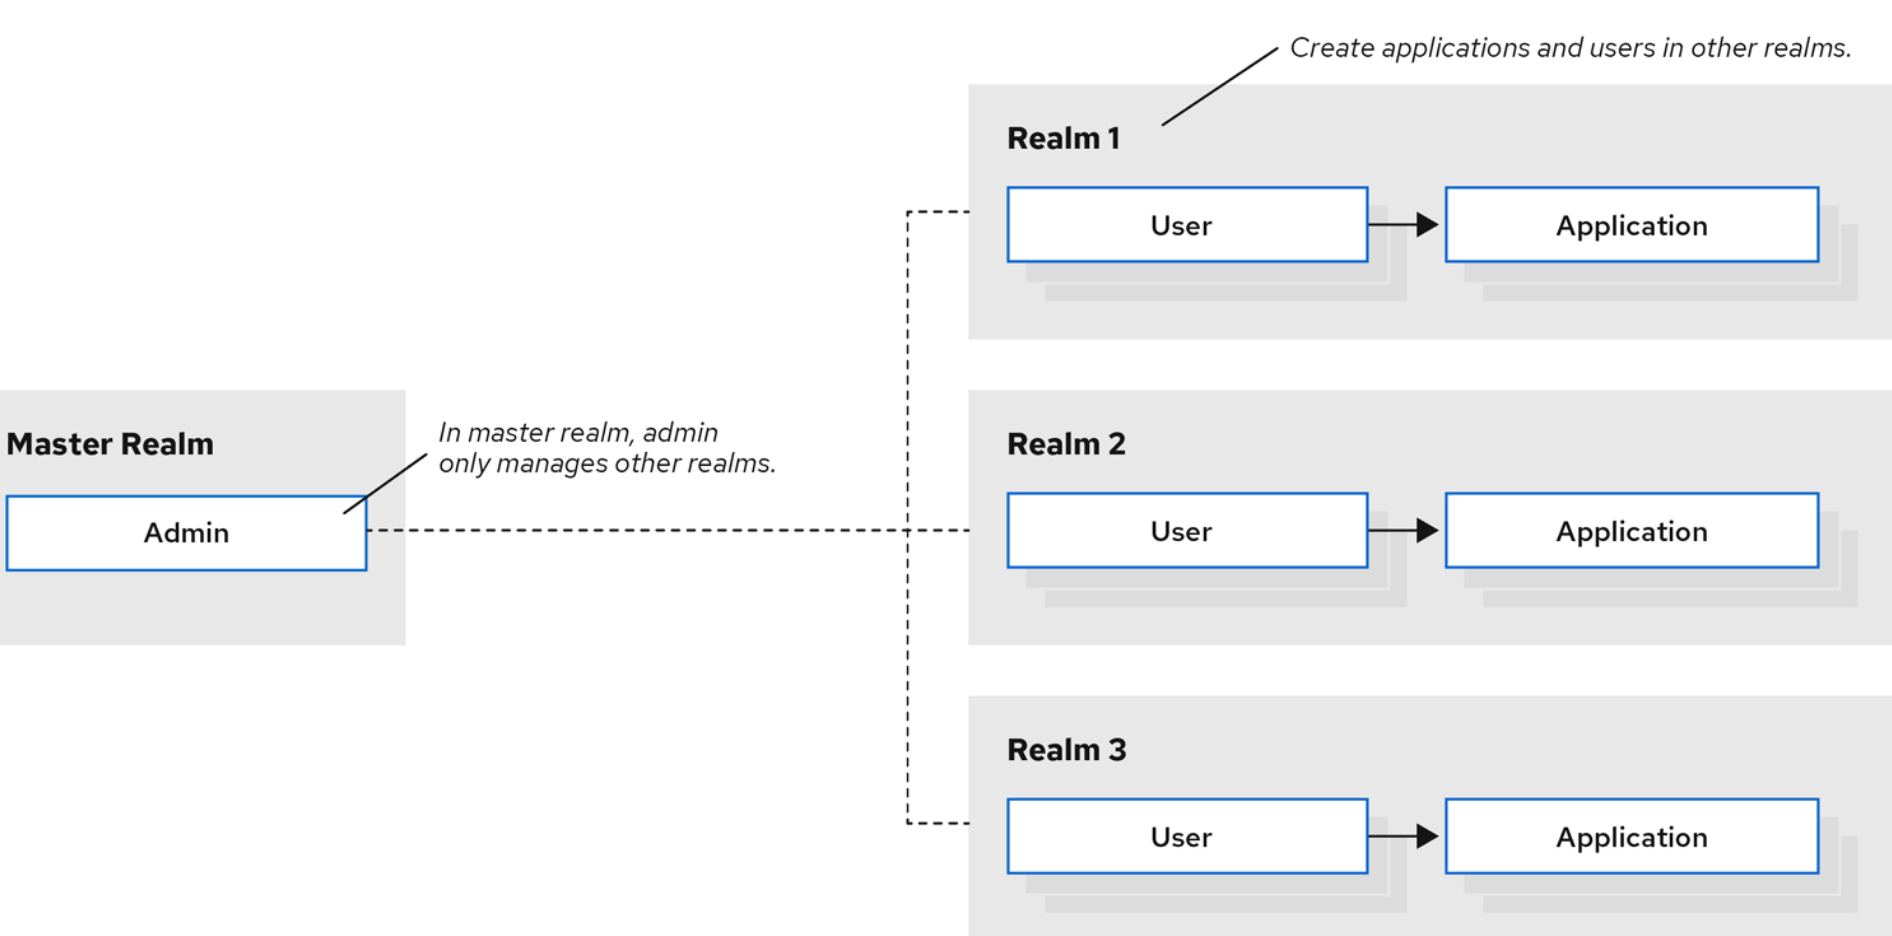 Create applications and users in other realms.
Realm 1
User
Application
Master Realm
In master realm, admin
only manages other realms.
Admin
Realm 2
User
Application
Realm 3
User
Application